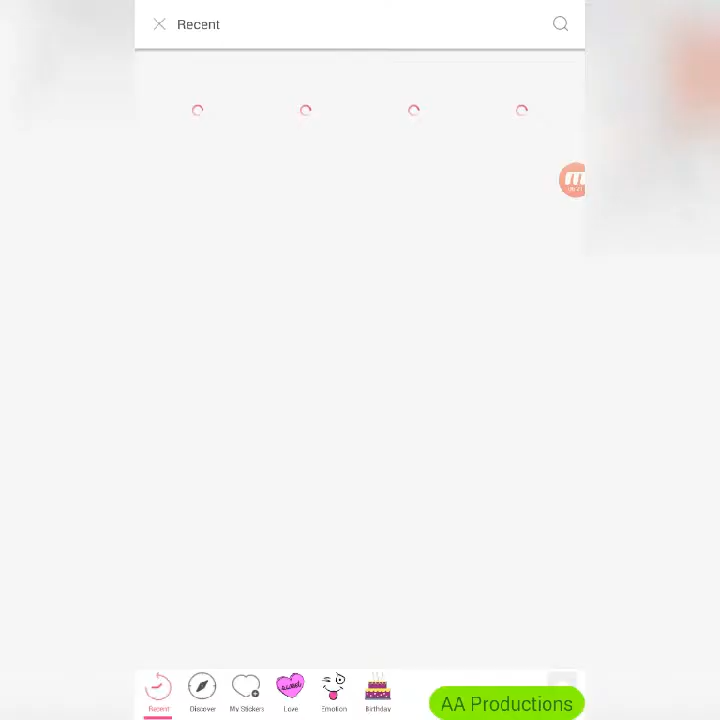 Recent
Recent
Discover
My Stickers
Love
Emotion
Birthday
AA Productions